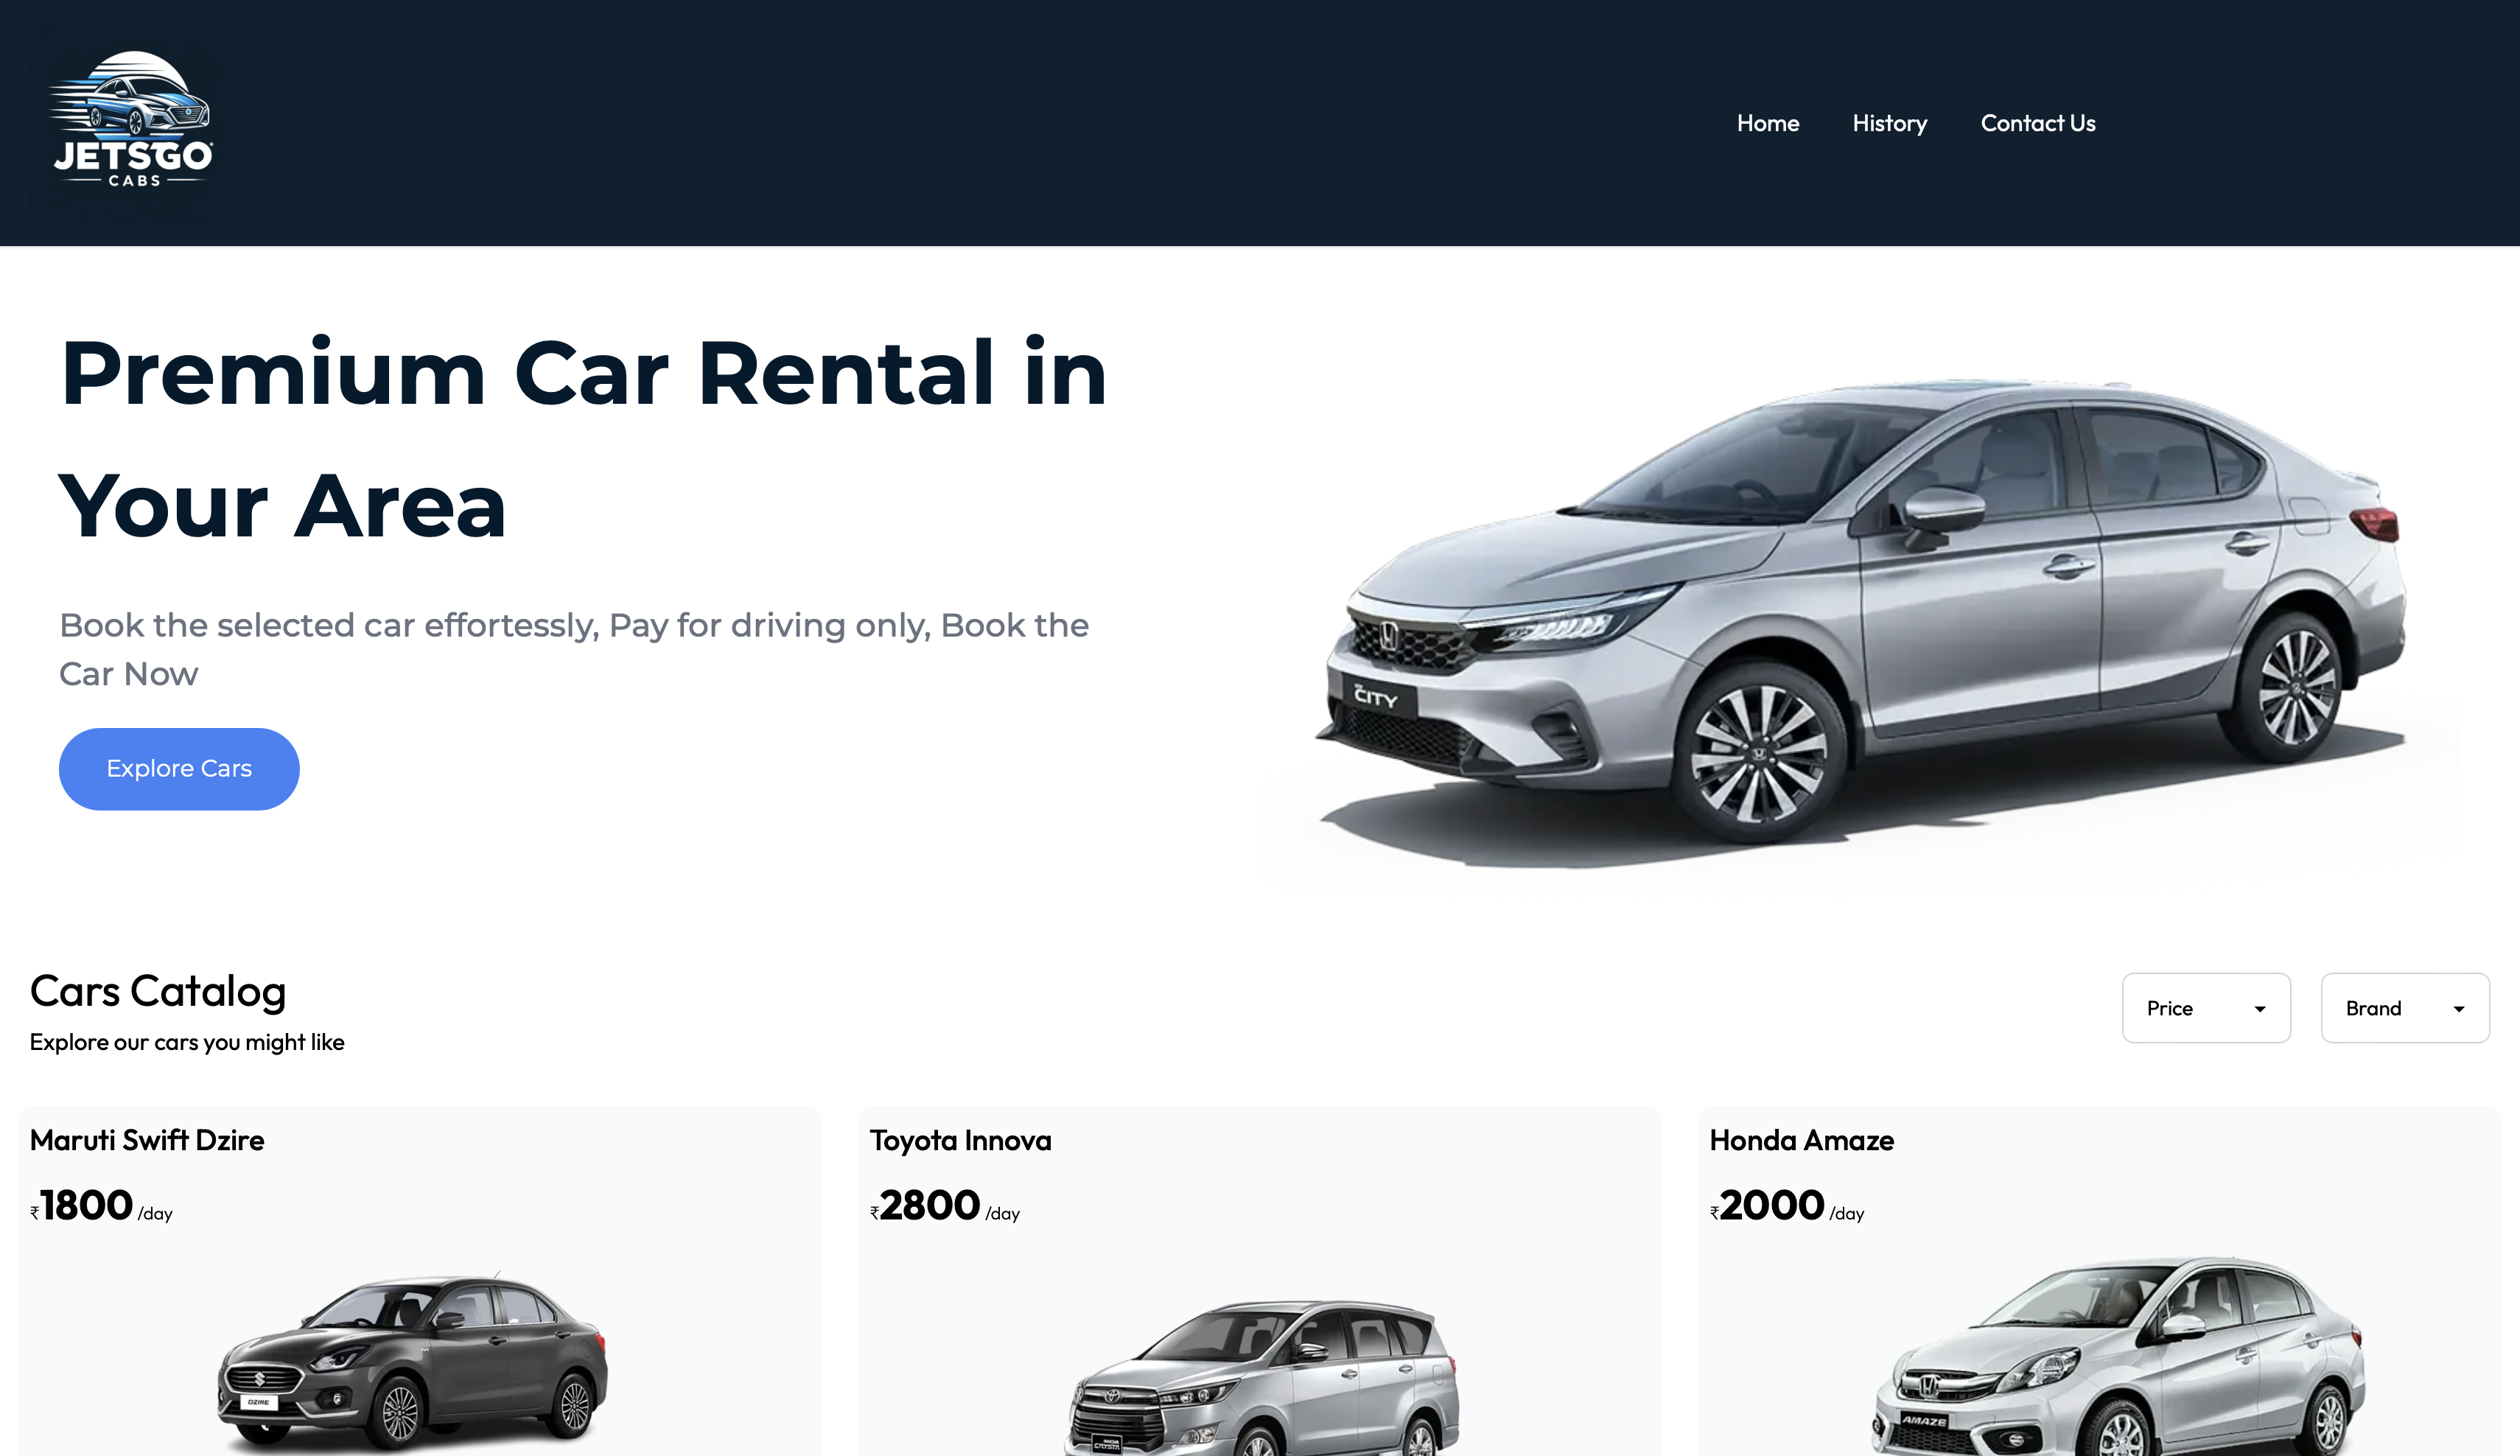 JETSGO
CABS
Home History Contact Us
Premium Car Rental in
Your Area
Book the selected car effortessly, Pay for driving only, Book the
Car Now
Explore Cars
CITY
Cars Catalog
Explore our cars you might like
Price Brand
Maruti Swift Dzire Toyota Innova Honda Amaze
₹1800 /day ₹2800 /day ₹2000 /day
DZIRE
INNOVA
CRYSTA
AMAZE